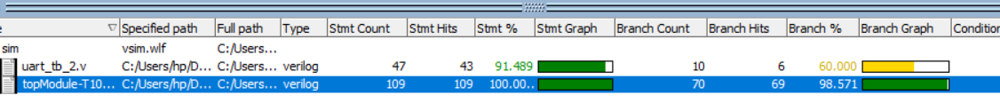 e Specified path Full path Type Stmt Count Stmt Hits Stmt % Stmt Graph Branch Count Branch Hits Branch % Branch Graph Condition
sim vsim.wlf C:/Users...
uart_tb_2.v C:/Users/hp/D... C:/Users... verilog 47 43 91.489 10 6 60.000
topModule-T10... C:/Users/hp/D... C:/Users... verilog 109 109 100.00... 70 69 98.571